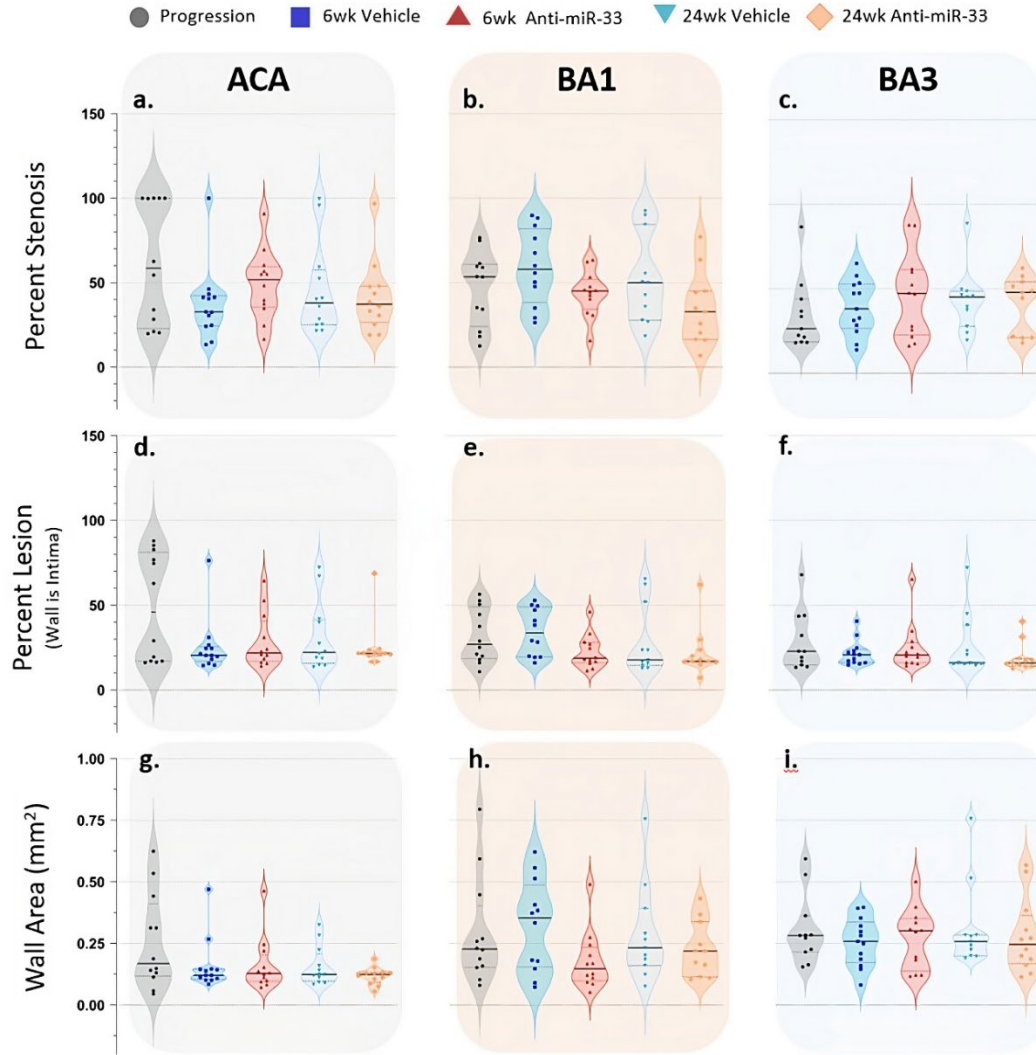 Progression 6wk Vehicle 6wk Anti-miR-33 24wk Vehicle 24wk Anti-miR-33
ACA BA1 BA3
a. b. c.
Percent Stenosis
150
100
50
0
d. e. f.
Percent Lesion
(Wall is Intima)
150
100
50
0
g. h. i.
Wall Area (mm²)
1.00
0.75
0.50
0.25
0.00